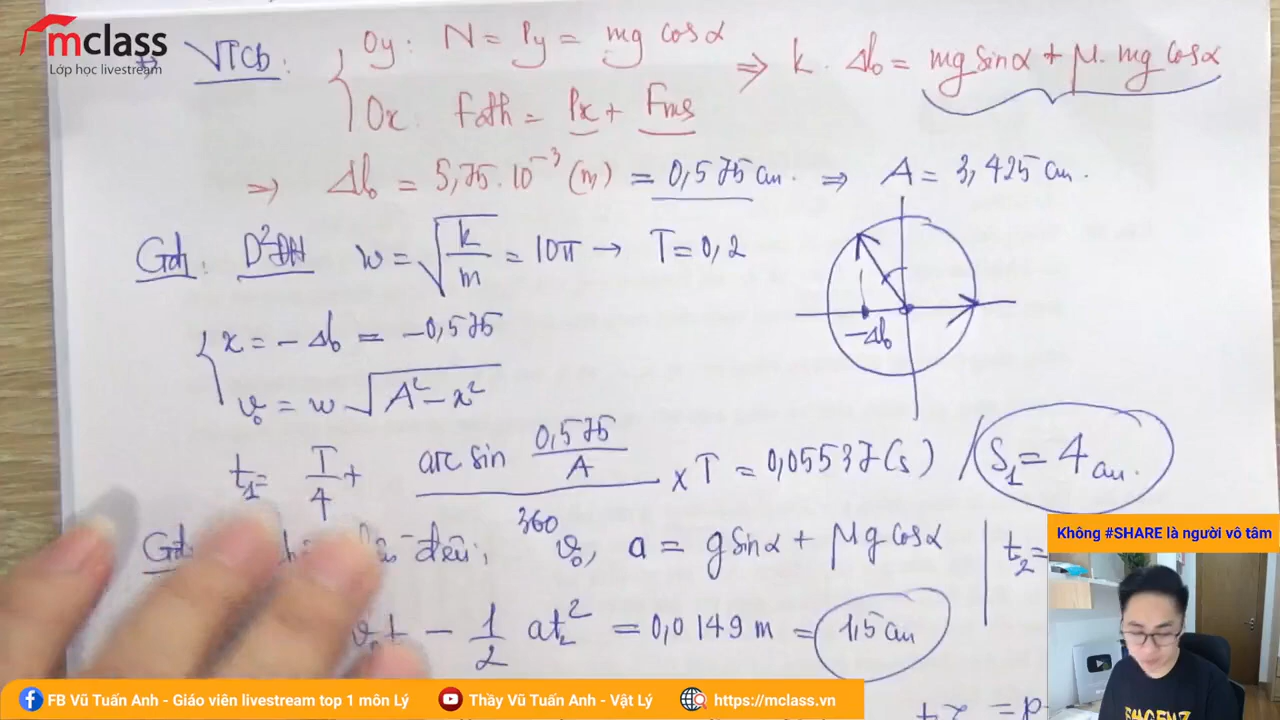 mclass
Lớp học livestream
VTCb: Oy: N = Py = mg cosα
Ox: Fđh = Px + Fms
=> k. Δl₀ = mg sinα + μ. mg cosα
=> Δl₀ = 5,75. 10⁻³ (m) = 0,575 cm. => A = 3,425 cm.
Gđ₁: D²ĐH ω = √(k/m) = 10π → T = 0,2
x = - Δl₀ = -0,575
v₀ = ω √(A² - x²)
-Δl₀
t₁ = T/4 + (arc sin 0,575/A)/360 × T = 0,05537 (s) / S₁ = 4 cm.
đều, v₀, a = g sinα + μg cosα
t₂=
- 1/2 at₂² = 0,0149 m = 1,5 cm
Không #SHARE là người vô tâm
FB Vũ Tuấn Anh - Giáo viên livestream top 1 môn Lý
Thầy Vũ Tuấn Anh - Vật Lý
https://mclass.vn